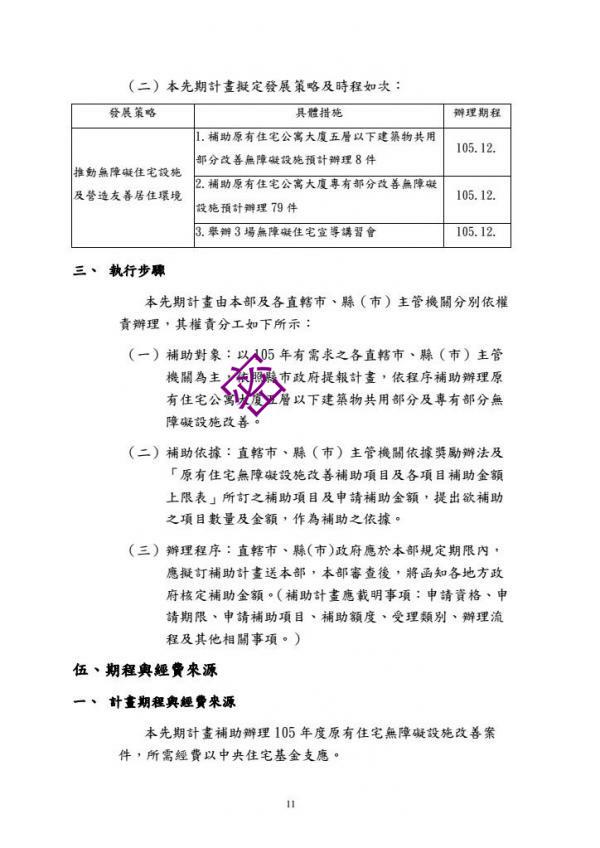 （二）本先期計畫擬定發展策略及時程如次：
發展策略 具體措施 辦理期程
推動無障礙住宅設施
及營造友善居住環境
1.補助原有住宅公寓大廈五層以下建築物共用
部分改善無障礙設施預計辦理 8 件
105.12.
2.補助原有住宅公寓大廈專有部分改善無障礙
設施預計辦理 79 件
105.12.
3.舉辦 3 場無障礙住宅宣導講習會 105.12.
三、 執行步驟
本先期計畫由本部及各直轄市、縣（市）主管機關分別依權
責辦理，其權責分工如下所示：
（一）補助對象：以 105 年有需求之各直轄市、縣（市）主管
機關為主，依照縣市政府提報計畫，依程序補助辦理原
有住宅公寓大廈五層以下建築物共用部分及專有部分無
障礙設施改善。
密
（二）補助依據：直轄市、縣（市）主管機關依據獎勵辦法及
「原有住宅無障礙設施改善補助項目及各項目補助金額
上限表」所訂之補助項目及申請補助金額，提出欲補助
之項目數量及金額，作為補助之依據。
（三）辦理程序：直轄市、縣(市)政府應於本部規定期限內，
應擬訂補助計畫送本部，本部審查後，將函知各地方政
府核定補助金額。(補助計畫應載明事項：申請資格、申
請期限、申請補助項目、補助額度、受理類別、辦理流
程及其他相關事項。)
伍、期程與經費來源
一、 計畫期程與經費來源
本先期計畫補助辦理 105 年度原有住宅無障礙設施改善案
件，所需經費以中央住宅基金支應。
11